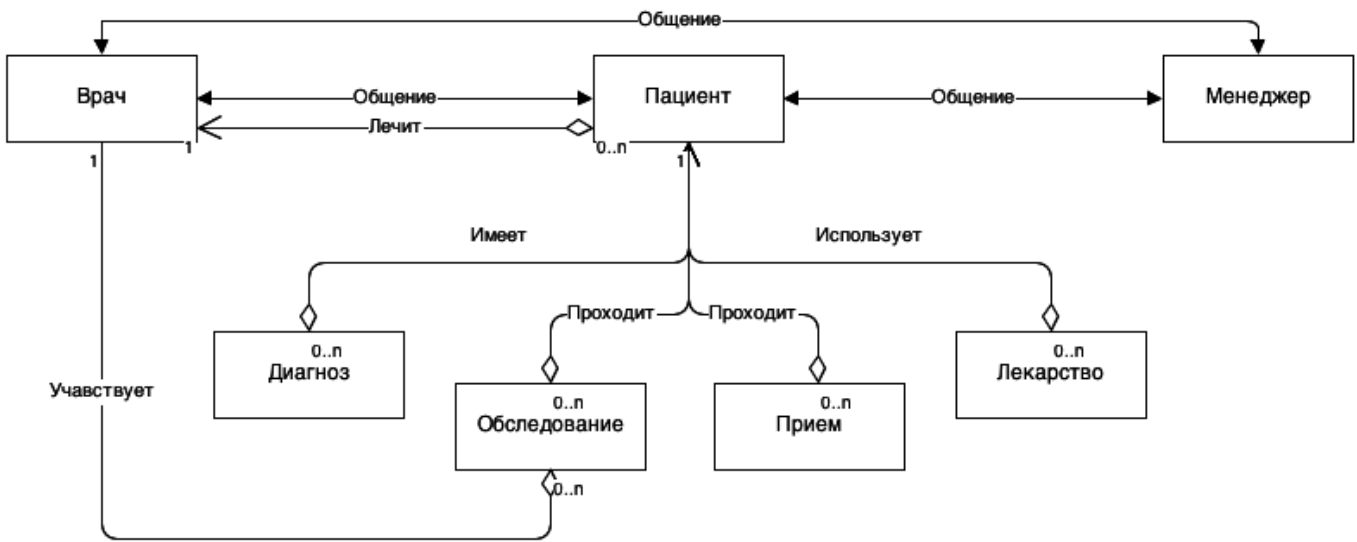 Общение
Врач
Общение
Пациент
Общение
Менеджер
Лечит
1
0..n
1
1
Имеет
Использует
Проходит
Проходит
0..n
Диагноз
0..n
Лекарство
Учавствует
0..n
Обследование
0..n
Прием
0..n